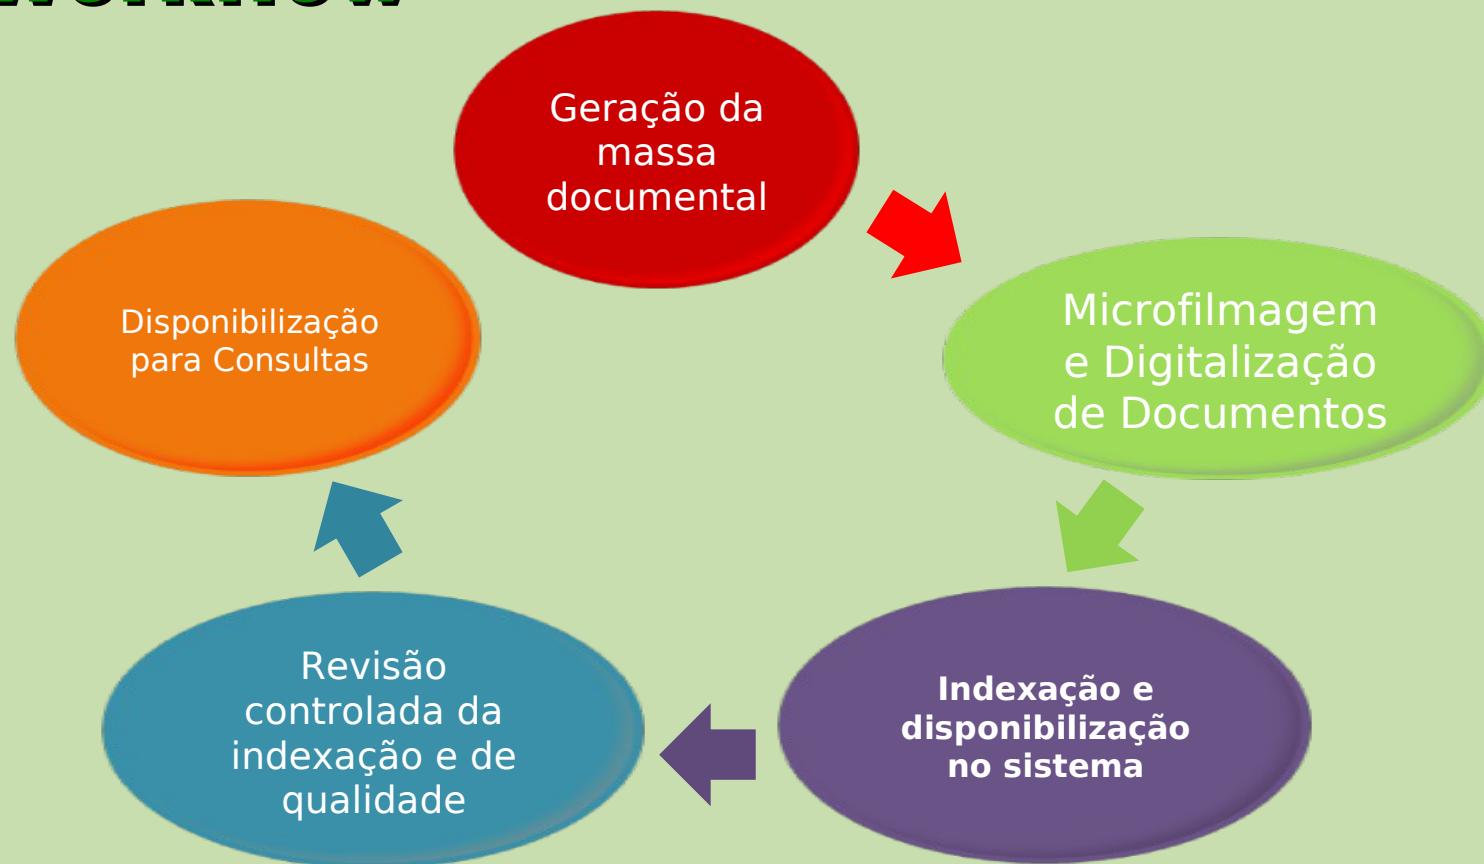 Workflow
Geração da
massa
documental
Microfilmagem
e Digitalização
de Documentos
Indexação e
disponibilização
no sistema
Revisão
controlada da
indexação e de
qualidade
Disponibilização
para Consultas